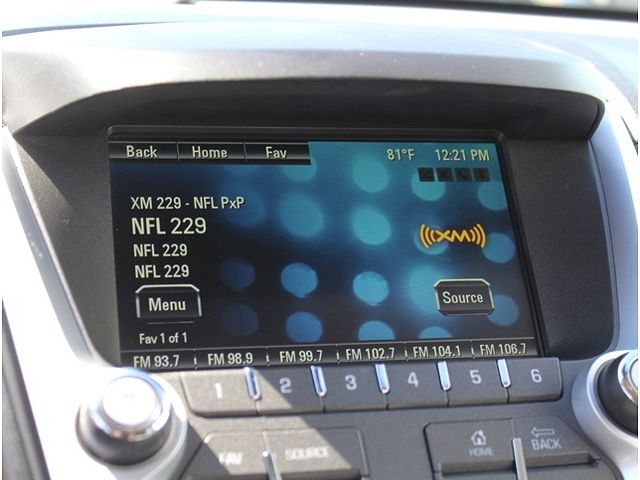 Back Home Fav 81°F 12:21 PM
XM 229 - NFL PxP
NFL 229
((XM))
NFL 229
NFL 229
Menu Source
Fav 1 of 1
FM 93.7 FM 98.9 FM 99.7 FM 102.7 FM 104.1 FM 106.7
1 2 3 4 5 6
FAV SOURCE HOME BACK